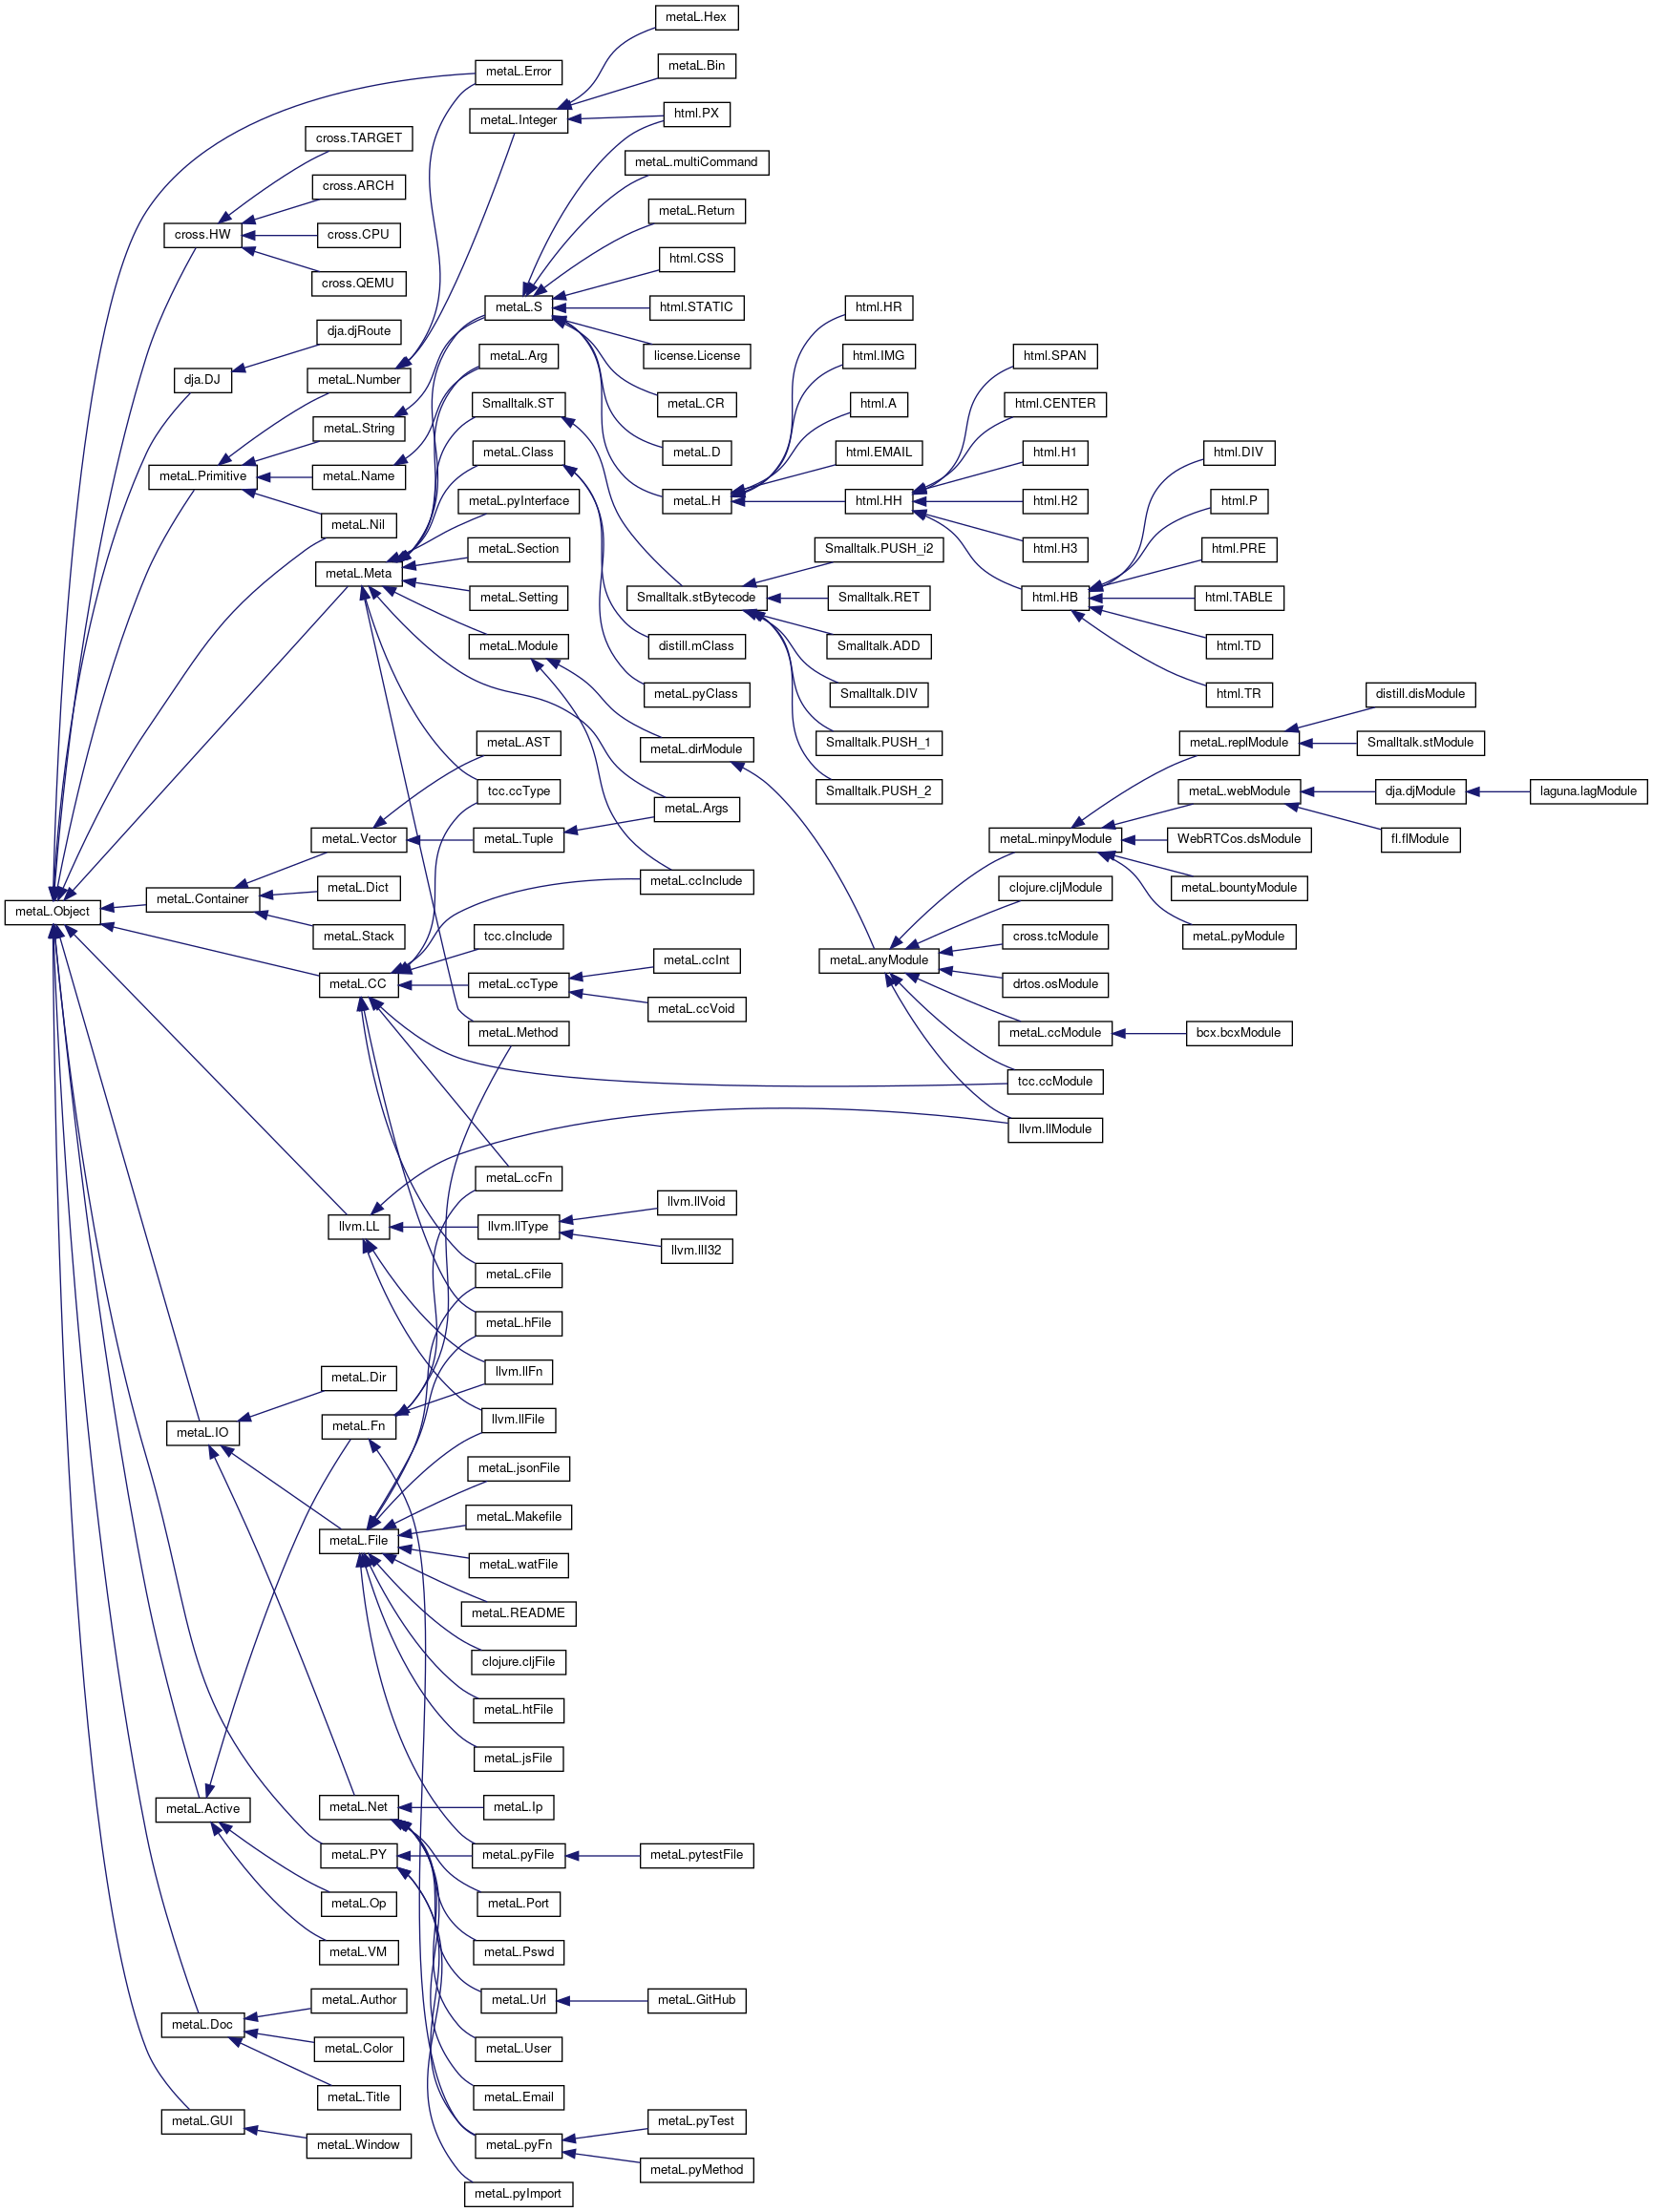 metaL.Hex
metaL.Bin
metaL.Error
html.PX
metaL.Integer
cross.TARGET
metaL.multiCommand
cross.ARCH
metaL.Return
cross.HW
cross.CPU
html.CSS
cross.QEMU
metaL.S
html.STATIC
html.HR
dja.djRoute
metaL.Arg
license.License
html.IMG
html.SPAN
dja.DJ
metaL.Number
Smalltalk.ST
metaL.CR
html.A
html.CENTER
metaL.String
metaL.Class
metaL.D
html.EMAIL
html.H1
html.DIV
metaL.Primitive
metaL.Name
metaL.pyInterface
metaL.H
html.HH
html.H2
html.P
metaL.Nil
metaL.Section
Smalltalk.PUSH_i2
html.H3
html.PRE
metaL.Meta
metaL.Setting
Smalltalk.stBytecode
Smalltalk.RET
html.HB
html.TABLE
metaL.Module
distill.mClass
Smalltalk.ADD
html.TD
metaL.pyClass
Smalltalk.DIV
html.TR
distill.disModule
metaL.AST
metaL.dirModule
Smalltalk.PUSH_1
metaL.replModule
Smalltalk.stModule
tcc.ccType
metaL.Args
Smalltalk.PUSH_2
metaL.webModule
dja.djModule
laguna.lagModule
metaL.Vector
metaL.Tuple
metaL.minpyModule
WebRTCos.dsModule
fl.flModule
metaL.Container
metaL.Dict
metaL.ccInclude
clojure.cljModule
metaL.bountyModule
metaL.Object
metaL.Stack
tcc.cInclude
metaL.ccInt
metaL.anyModule
cross.tcModule
metaL.pyModule
metaL.CC
metaL.ccType
metaL.ccVoid
drtos.osModule
metaL.Method
metaL.ccModule
bcx.bcxModule
tcc.ccModule
llvm.llModule
metaL.ccFn
llvm.llVoid
llvm.LL
llvm.llType
llvm.llI32
metaL.cFile
metaL.hFile
metaL.Dir
llvm.llFn
metaL.IO
metaL.Fn
llvm.llFile
metaL.jsonFile
metaL.File
metaL.Makefile
metaL.watFile
metaL.README
clojure.cljFile
metaL.htFile
metaL.jsFile
metaL.Active
metaL.Net
metaL.Ip
metaL.PY
metaL.pyFile
metaL.pytestFile
metaL.Op
metaL.Port
metaL.VM
metaL.Pswd
metaL.Author
metaL.Url
metaL.GitHub
metaL.Doc
metaL.Color
metaL.User
metaL.Title
metaL.Email
metaL.GUI
metaL.Window
metaL.pyFn
metaL.pyTest
metaL.pyMethod
metaL.pyImport